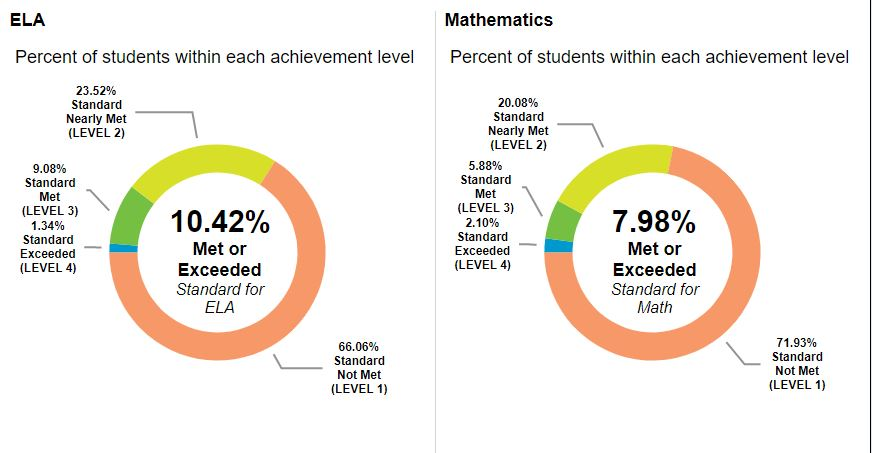 ELA
Percent of students within each achievement level
23.52%
Standard
Nearly Met
(LEVEL 2)
9.08%
Standard
Met
(LEVEL 3)
1.34%
Standard
Exceeded
(LEVEL 4)
10.42%
Met or
Exceeded
Standard for
ELA
66.06%
Standard
Not Met
(LEVEL 1)
Mathematics
Percent of students within each achievement level
20.08%
Standard
Nearly Met
(LEVEL 2)
5.88%
Standard
Met
(LEVEL 3)
2.10%
Standard
Exceeded
(LEVEL 4)
7.98%
Met or
Exceeded
Standard for
Math
71.93%
Standard
Not Met
(LEVEL 1)